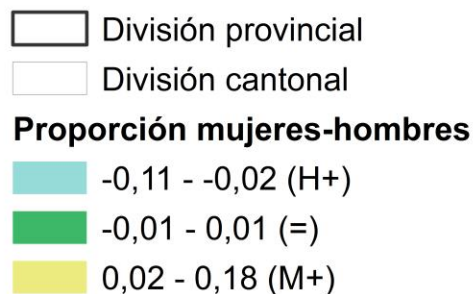 División provincial
División cantonal
Proporción mujeres-hombres
-0,11 - -0,02 (H+)
-0,01 - 0,01 (=)
0,02 - 0,18 (M+)